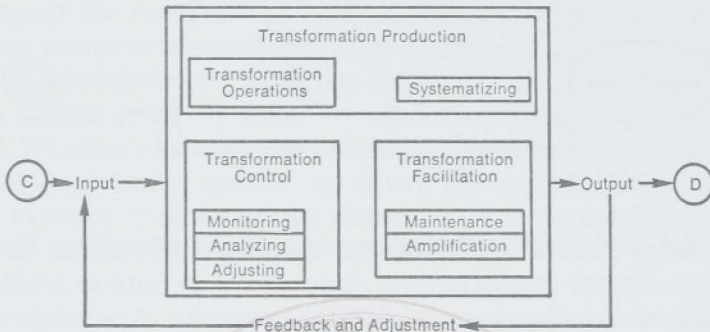 Transformation Production
Transformation
Operations
Systematizing
C
Input
Transformation
Control
Monitoring
Analyzing
Adjusting
Transformation
Facilitation
Maintenance
Amplification
Output
D
Feedback and Adjustment